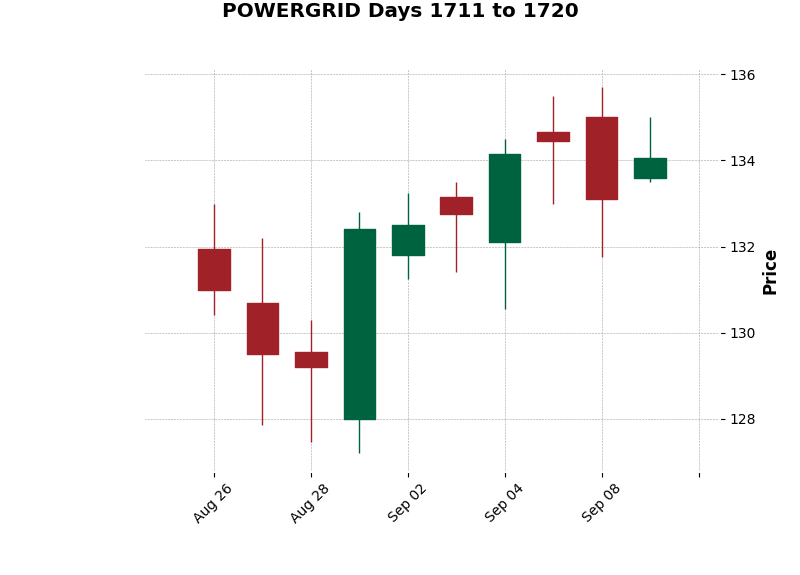 POWERGRID Days 1711 to 1720
136
134
132
130
128
Price
Aug 26
Aug 28
Sep 02
Sep 04
Sep 08